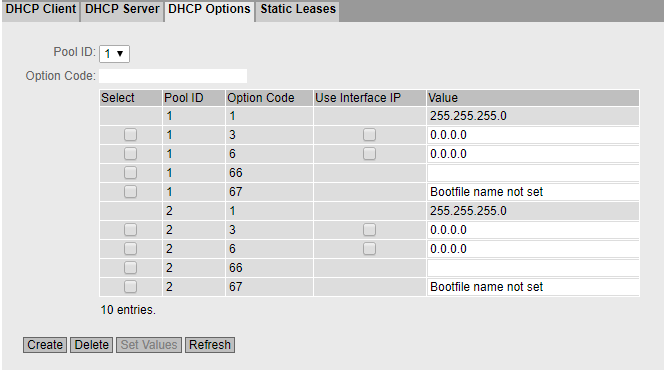 DHCP Client DHCP Server DHCP Options Static Leases
Pool ID: 1
Option Code:
Select Pool ID Option Code Use Interface IP Value
1 1 255.255.255.0
1 3 0.0.0.0
1 6 0.0.0.0
1 66
1 67 Bootfile name not set
2 1 255.255.255.0
2 3 0.0.0.0
2 6 0.0.0.0
2 66
2 67 Bootfile name not set
10 entries.
Create Delete Set Values Refresh